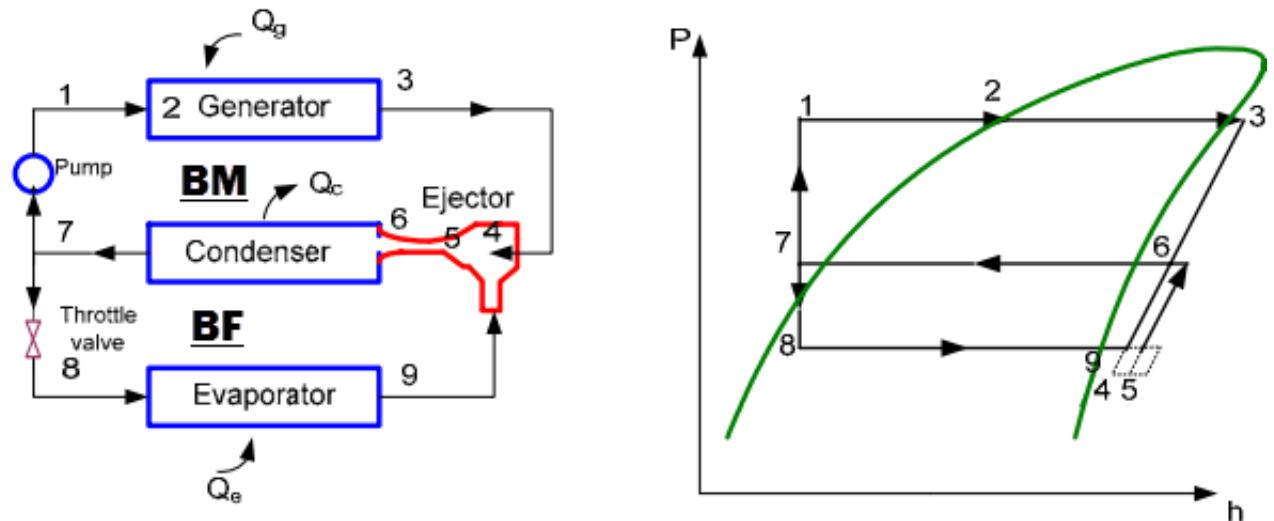 Qg
1
2
Generator
3
Pump
BM
Qc
Ejector
6
5
4
7
Condenser
Throttle
valve
BF
8
Evaporator
9
Qe
P
1
2
3
7
6
8
9
4
5
h